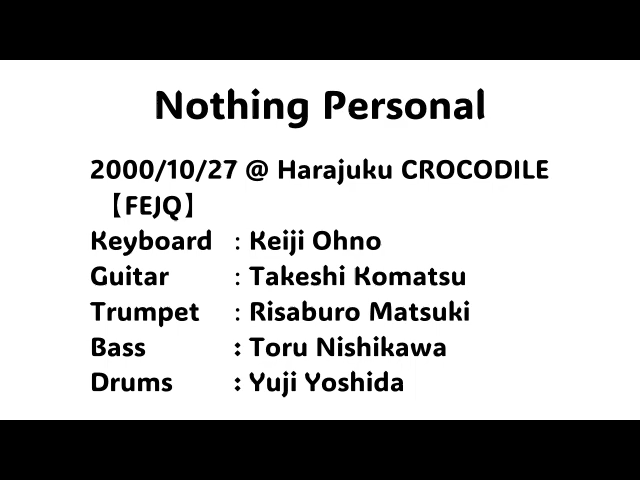 Nothing Personal
2000/10/27 @ Harajuku CROCODILE
【FEJQ】
Keyboard : Keiji Ohno
Guitar : Takeshi Komatsu
Trumpet : Risaburo Matsuki
Bass : Toru Nishikawa
Drums : Yuji Yoshida